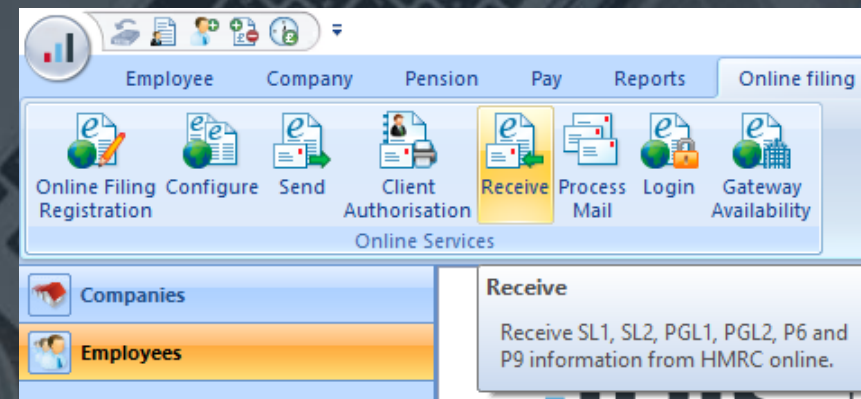 Employee Company Pension Pay Reports Online filing
Online Filing Configure Send Client Receive Process Login Gateway
Registration Authorisation Mail Availability
Online Services
Companies
Receive
Employees
Receive SL1, SL2, PGL1, PGL2, P6 and
P9 information from HMRC online.